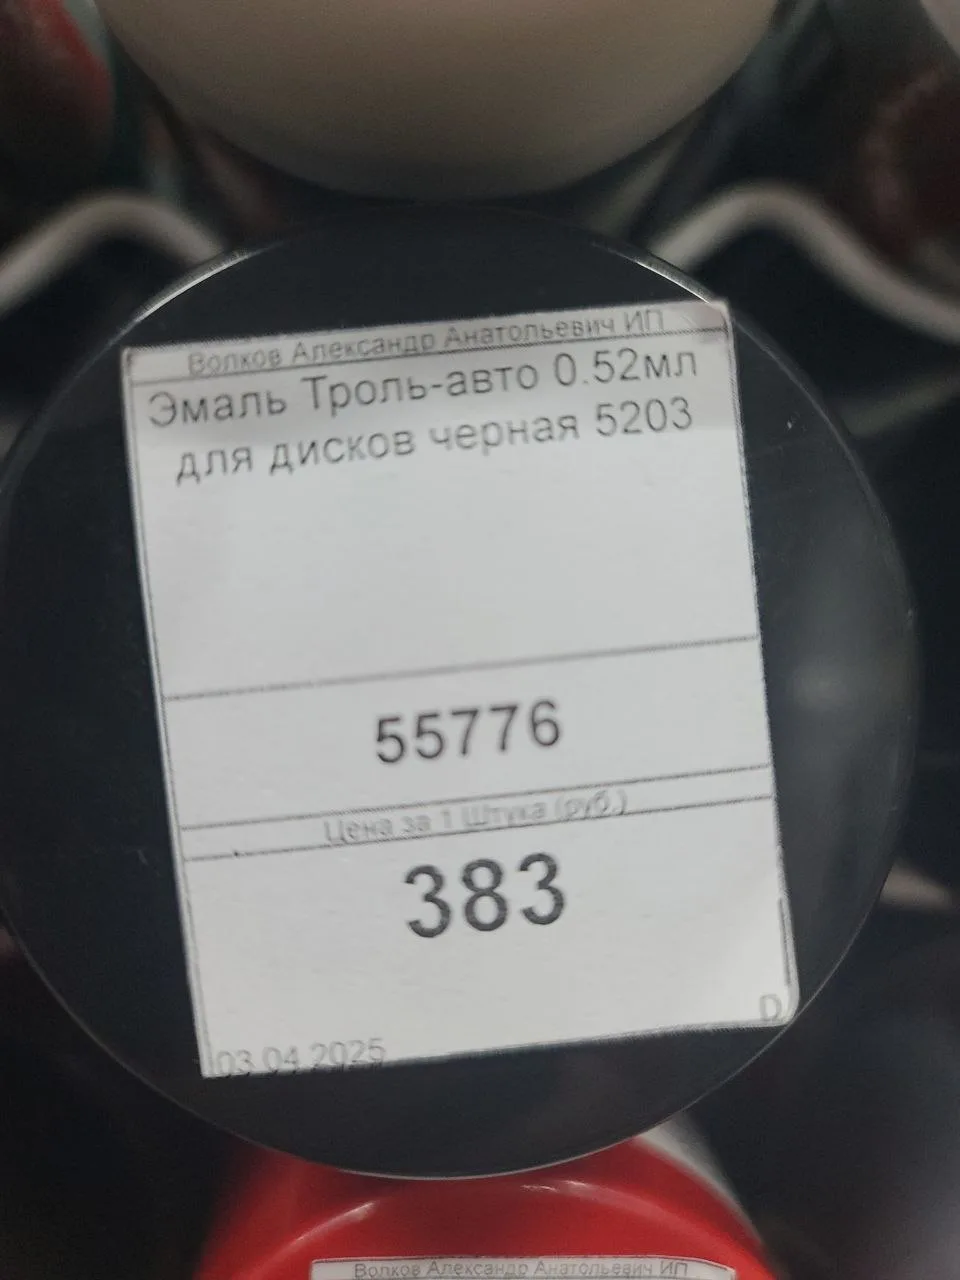 Волков Александр Анатольевич ИП
Эмаль Троль-авто 0.52мл
для дисков черная 5203
55776
Цена за 1 Штука (руб.)
383
03.04.2025
D
Волков Александр Анатольевич ИП